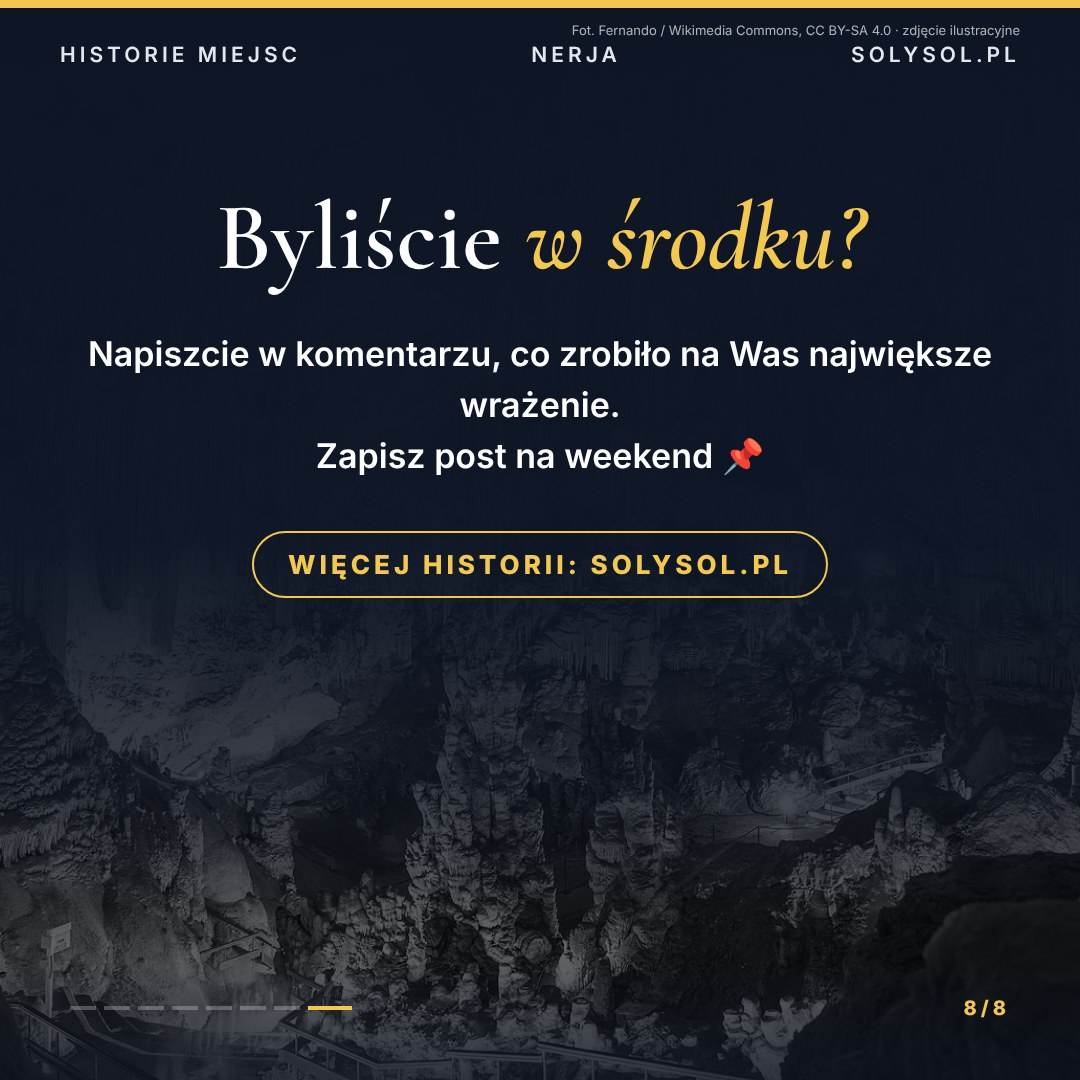 Fot. Fernando / Wikimedia Commons, CC BY-SA 4.0 · zdjęcie ilustracyjne
HISTORIE MIEJSC NERJA SOLYSOL.PL
Byliście w środku?
Napiszcie w komentarzu, co zrobiło na Was największe
wrażenie.
Zapisz post na weekend 📌
WIĘCEJ HISTORII: SOLYSOL.PL
8/8